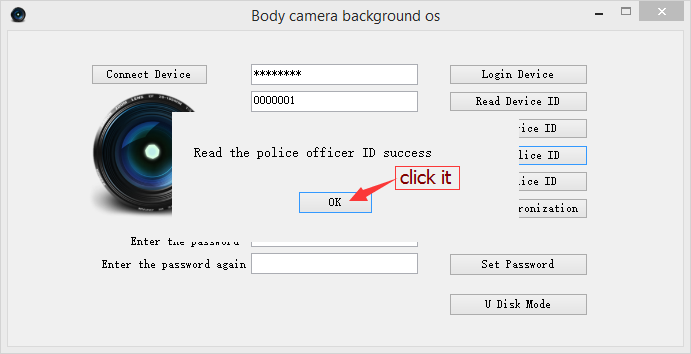 Body camera background os
Connect Device
********
Login Device
0000001
Read Device ID
vice ID
Read the police officer ID success
lice ID
click it
lice ID
OK
ronization
Enter the password
Enter the password again
Set Password
U Disk Mode